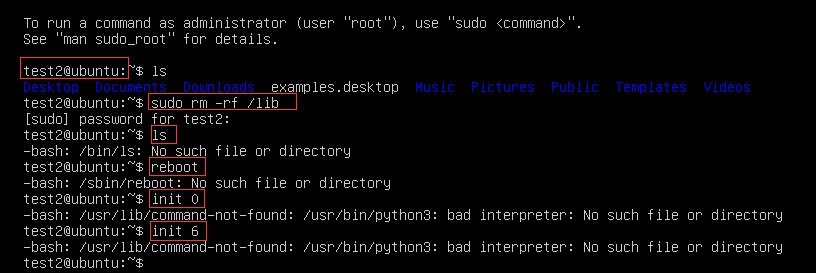 To run a command as administrator (user "root"), use "sudo <command>".
See "man sudo_root" for details.
test2@ubuntu:~$ ls
Desktop Documents Downloads examples.desktop Music Pictures Public Templates Videos
test2@ubuntu:~$ sudo rm -rf /lib
[sudo] password for test2:
test2@ubuntu:~$ ls
-bash: /bin/ls: No such file or directory
test2@ubuntu:~$ reboot
-bash: /sbin/reboot: No such file or directory
test2@ubuntu:~$ init 0
-bash: /usr/lib/command-not-found: /usr/bin/python3: bad interpreter: No such file or directory
test2@ubuntu:~$ init 6
-bash: /usr/lib/command-not-found: /usr/bin/python3: bad interpreter: No such file or directory
test2@ubuntu:~$